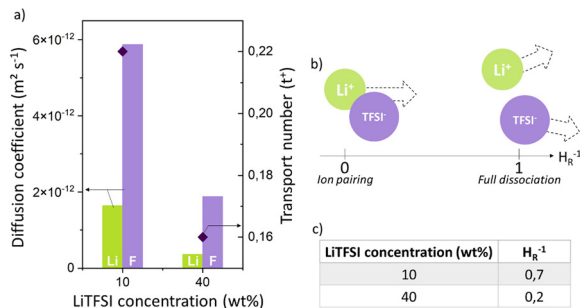 a)
Diffusion coefficient (m² s⁻¹)
6×10⁻¹²
4×10⁻¹²
2×10⁻¹²
0
Li F
Li F
10
40
LiTFSI concentration (wt%)
0,22
0,20
0,18
0,16
Transport number (t⁺)
b)
Li⁺
TFSI⁻
Li⁺
TFSI⁻
0
1
H_R⁻¹
Ion pairing
Full dissociation
c)
LiTFSI concentration (wt%) H_R⁻¹
10 0,7
40 0,2